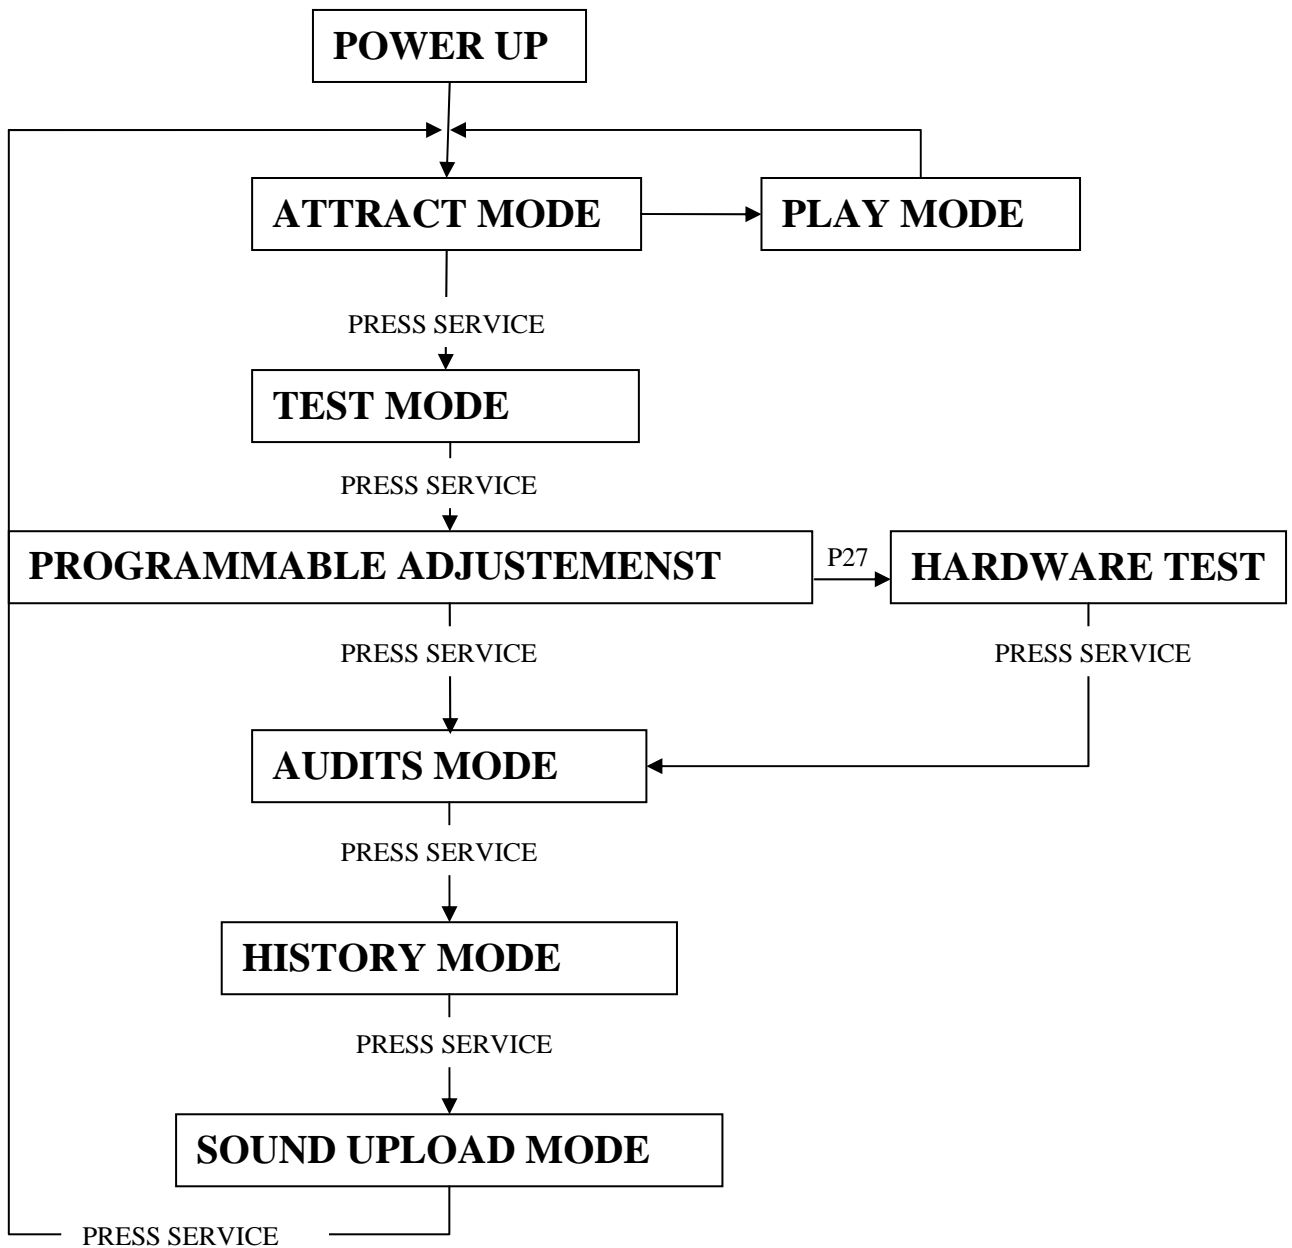 POWER UP
ATTRACT MODE
PLAY MODE
PRESS SERVICE
TEST MODE
PRESS SERVICE
PROGRAMMABLE ADJUSTEMENST
P27
HARDWARE TEST
PRESS SERVICE
PRESS SERVICE
AUDITS MODE
PRESS SERVICE
HISTORY MODE
PRESS SERVICE
SOUND UPLOAD MODE
PRESS SERVICE